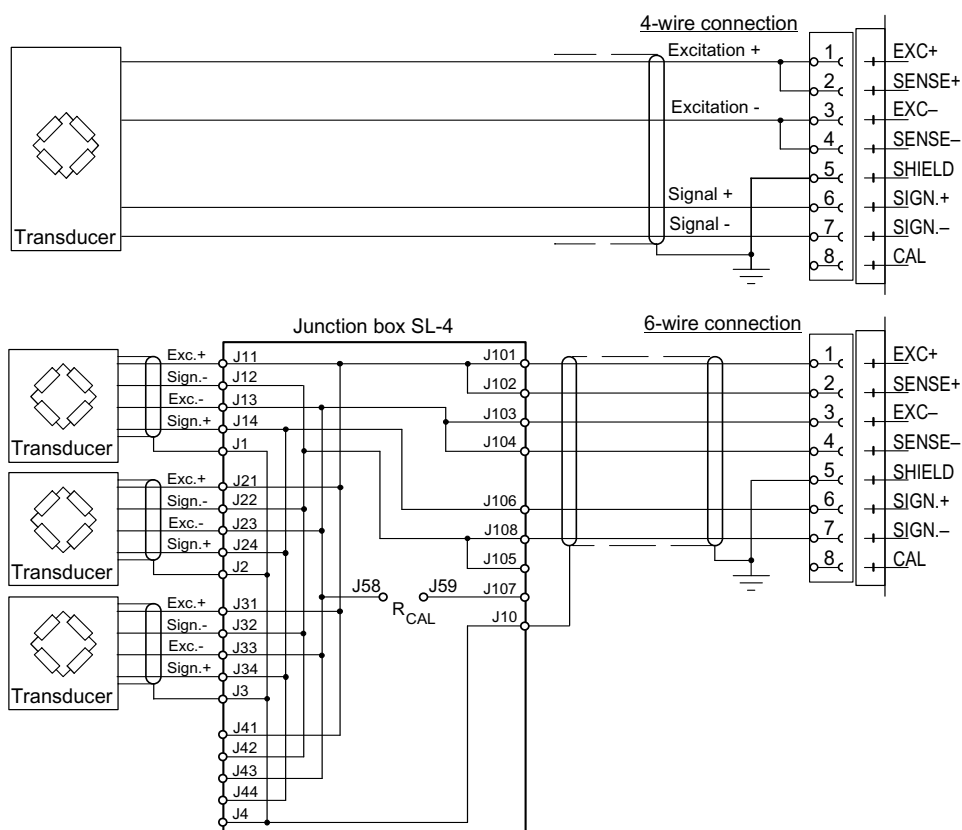 4-wire connection
Excitation +
Excitation -
Signal +
Signal -
Transducer
1 EXC+
2 SENSE+
3 EXC–
4 SENSE–
5 SHIELD
6 SIGN.+
7 SIGN.–
8 CAL
Junction box SL-4
6-wire connection
Exc.+ J11
Sign.- J12
Exc.- J13
Sign.+ J14
J1
Transducer
Exc.+ J21
Sign.- J22
Exc.- J23
Sign.+ J24
J2
Transducer
Exc.+ J31
Sign.- J32
Exc.- J33
Sign.+ J34
J3
Transducer
J41
J42
J43
J44
J4
J58 J59
RCAL
J101
J102
J103
J104
J106
J108
J105
J107
J10
1 EXC+
2 SENSE+
3 EXC–
4 SENSE–
5 SHIELD
6 SIGN.+
7 SIGN.–
8 CAL